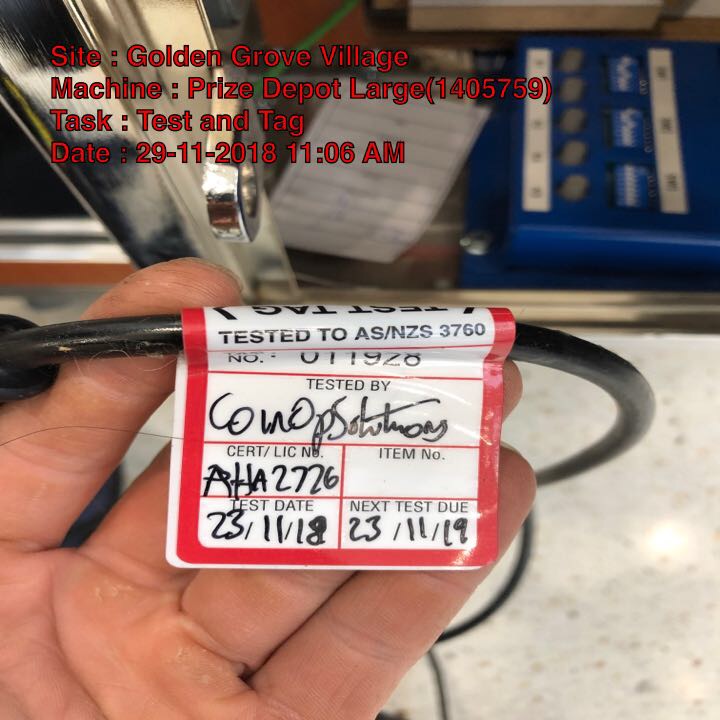 Site : Golden Grove Village
Machine : Prize Depot Large(1405759)
Task : Test and Tag
Date : 29-11-2018 11:06 AM
TEST TAG
TESTED TO AS/NZS 3760
NO. 011928
TESTED BY
CoinOpSolutions
CERT/ LIC No. ITEM No.
AHA2726
TEST DATE NEXT TEST DUE
23/11/18 23/11/19